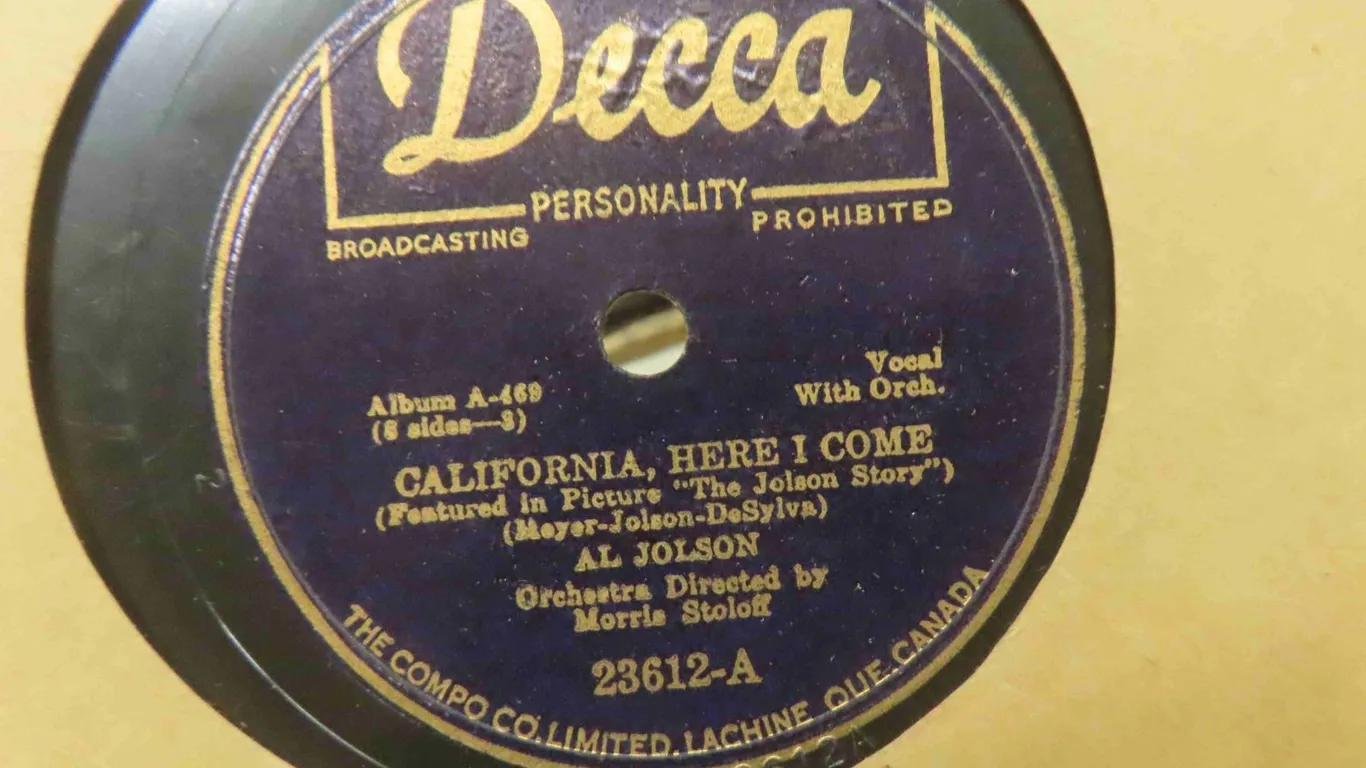 Decca
PERSONALITY
BROADCASTING PROHIBITED
Vocal
With Orch.
Album A-469
(8 sides—3)
CALIFORNIA, HERE I COME
(Featured in Picture "The Jolson Story")
(Meyer-Jolson-DeSylva)
AL JOLSON
Orchestra Directed by
Morris Stoloff
23612-A
THE COMPO CO. LIMITED, LACHINE, QUE. CANADA